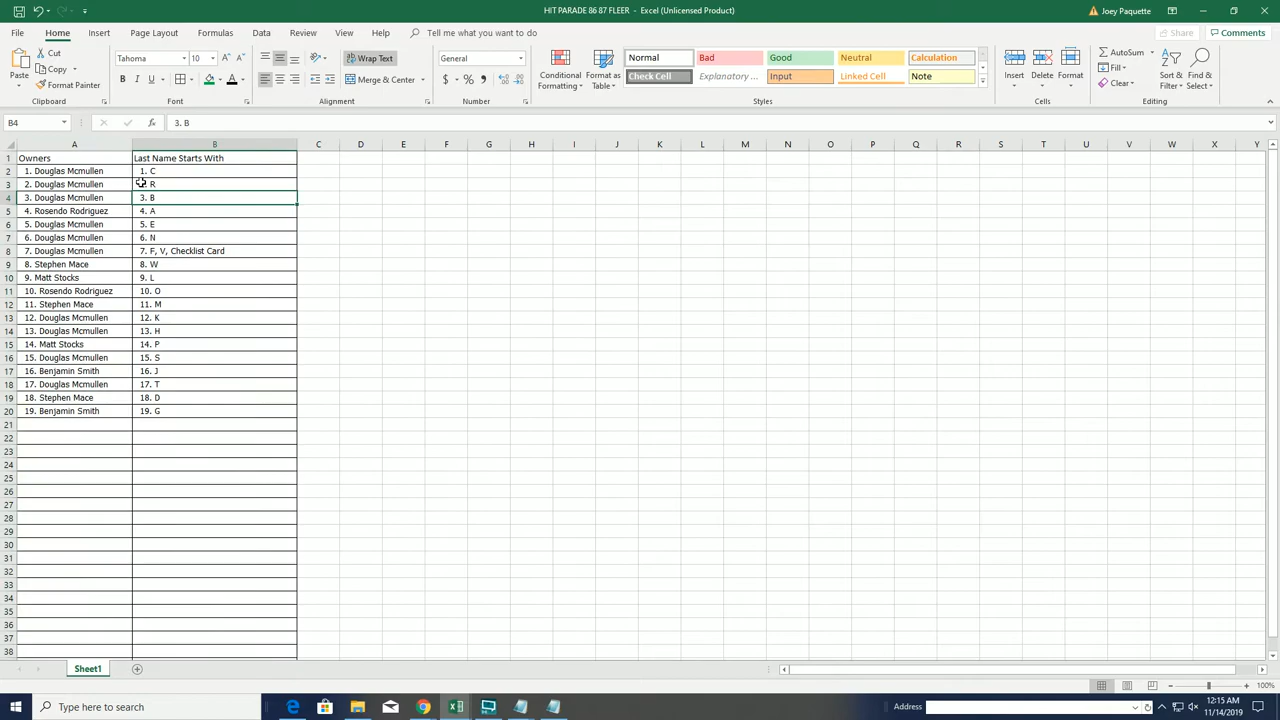 HIT PARADE 86 87 FLEER - Excel (Unlicensed Product)
Joey Paquette
File Home Insert Page Layout Formulas Data Review View Help Tell me what you want to do
Share Comments
Paste Cut Copy Format Painter
Clipboard
Tahoma 10
B I U
Font
Wrap Text
Merge & Center
Alignment
General
Number
Conditional Formatting
Format as Table
Normal Bad Good Neutral Calculation
Check Cell Explanatory ... Input Linked Cell Note
Styles
Insert Delete Format
Cells
AutoSum
Fill
Clear
Sort & Filter
Find & Select
Editing
B4 fx 3. B
A B C D E F G H I J K L M N O P Q R S T U V W X Y
1 Owners Last Name Starts With
2 1. Douglas Mcmullen 1. C
3 2. Douglas Mcmullen R
4 3. Douglas Mcmullen 3. B
5 4. Rosendo Rodriguez 4. A
6 5. Douglas Mcmullen 5. E
7 6. Douglas Mcmullen 6. N
8 7. Douglas Mcmullen 7. F, V, Checklist Card
9 8. Stephen Mace 8. W
10 9. Matt Stocks 9. L
11 10. Rosendo Rodriguez 10. O
12 11. Stephen Mace 11. M
13 12. Douglas Mcmullen 12. K
14 13. Douglas Mcmullen 13. H
15 14. Matt Stocks 14. P
16 15. Douglas Mcmullen 15. S
17 16. Benjamin Smith 16. J
18 17. Douglas Mcmullen 17. T
19 18. Stephen Mace 18. D
20 19. Benjamin Smith 19. G
21
22
23
24
25
26
27
28
29
30
31
32
33
34
35
36
37
38
Sheet1
100%
Type here to search
Address
12:15 AM
11/14/2019